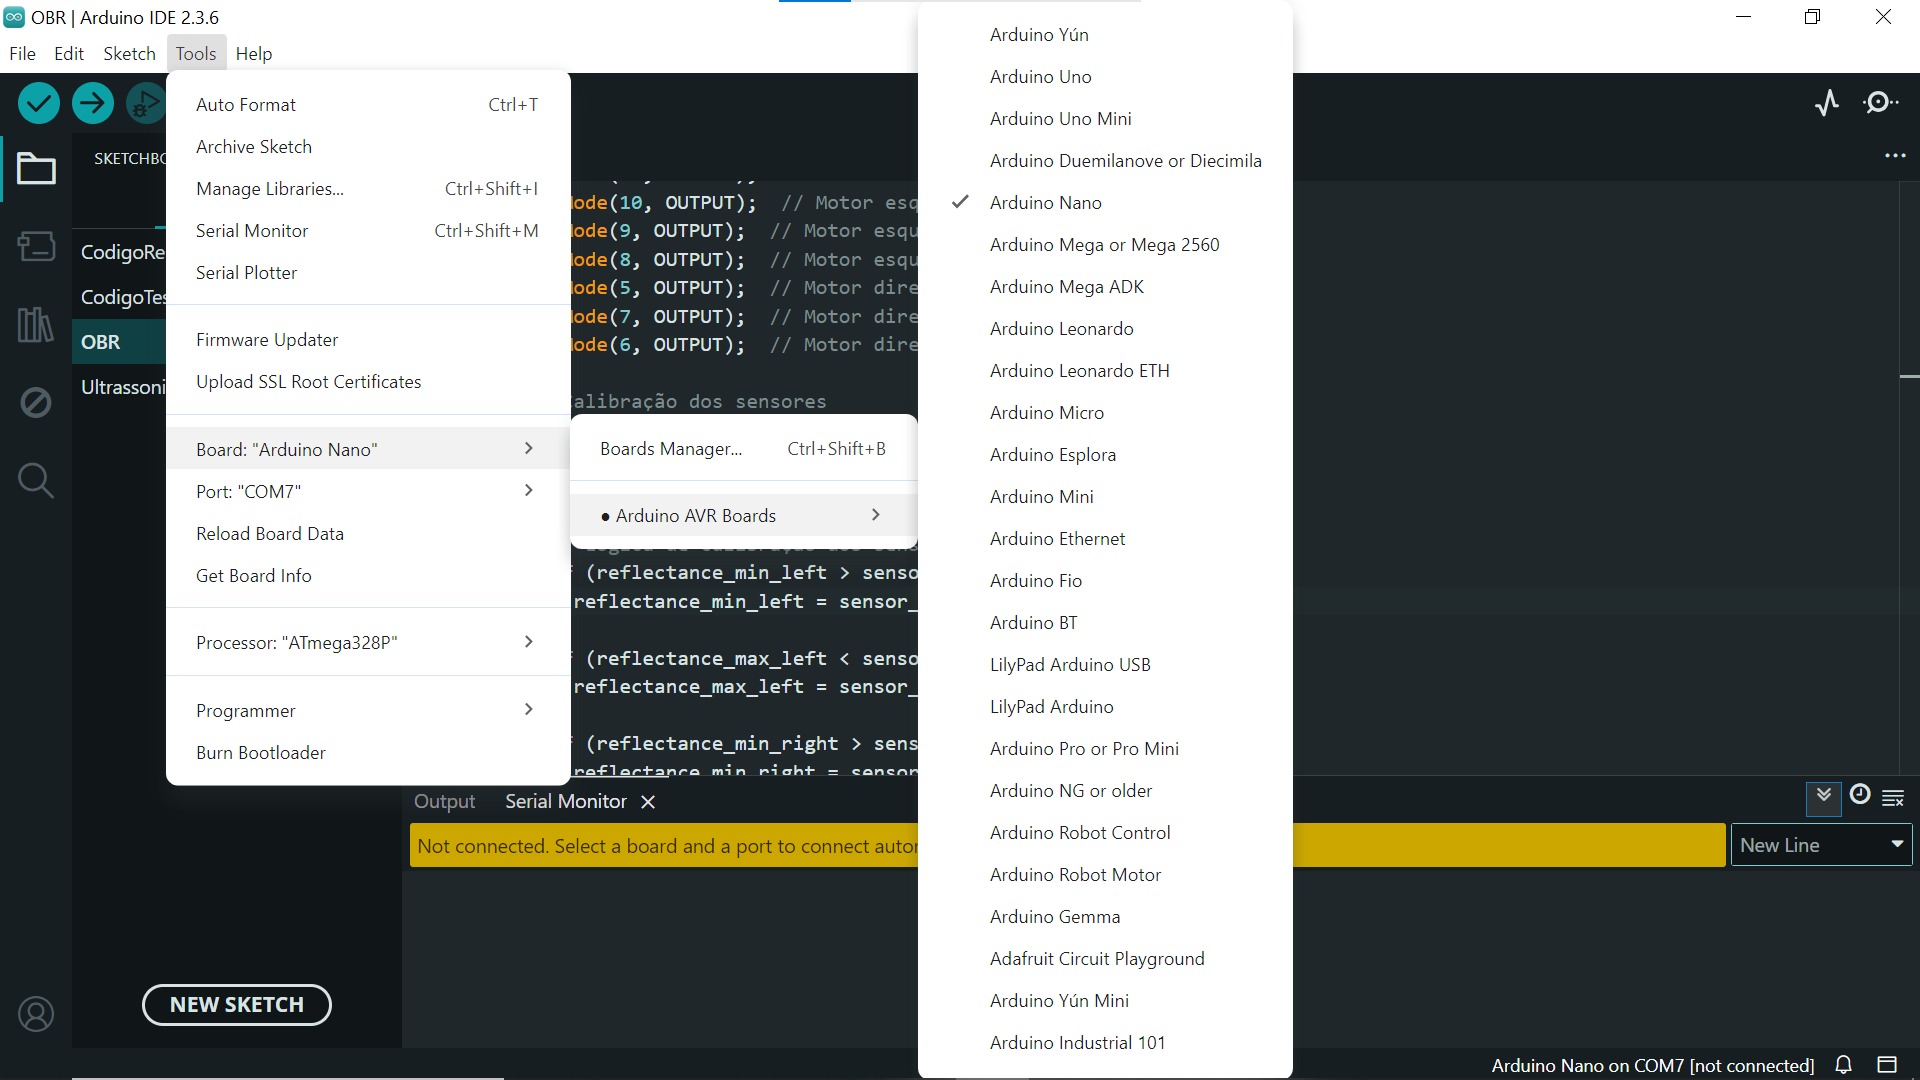 OBR | Arduino IDE 2.3.6
File Edit Sketch Tools Help
Auto Format Ctrl+T
Archive Sketch
Manage Libraries... Ctrl+Shift+I
Serial Monitor Ctrl+Shift+M
Serial Plotter
Firmware Updater
Upload SSL Root Certificates
Board: "Arduino Nano"
Port: "COM7"
Reload Board Data
Get Board Info
Processor: "ATmega328P"
Programmer
Burn Bootloader
Boards Manager... Ctrl+Shift+B
● Arduino AVR Boards
Arduino Yún
Arduino Uno
Arduino Uno Mini
Arduino Duemilanove or Diecimila
Arduino Nano
Arduino Mega or Mega 2560
Arduino Mega ADK
Arduino Leonardo
Arduino Leonardo ETH
Arduino Micro
Arduino Esplora
Arduino Mini
Arduino Ethernet
Arduino Fio
Arduino BT
LilyPad Arduino USB
LilyPad Arduino
Arduino Pro or Pro Mini
Arduino NG or older
Arduino Robot Control
Arduino Robot Motor
Arduino Gemma
Adafruit Circuit Playground
Arduino Yún Mini
Arduino Industrial 101
SKETCHBO
CodigoRe
CodigoTes
OBR
Ultrassoni
NEW SKETCH
ode(10, OUTPUT); // Motor esq
ode(9, OUTPUT); // Motor esqu
ode(8, OUTPUT); // Motor esqu
ode(5, OUTPUT); // Motor dire
ode(7, OUTPUT); // Motor dire
ode(6, OUTPUT); // Motor dire
alibração dos sensores
(reflectance_min_left > senso
reflectance_min_left = sensor_
(reflectance_max_left < senso
reflectance_max_left = sensor_
(reflectance_min_right > sens
reflectance_min_right = sensor
Output Serial Monitor
Not connected. Select a board and a port to connect autor
New Line
Arduino Nano on COM7 [not connected]